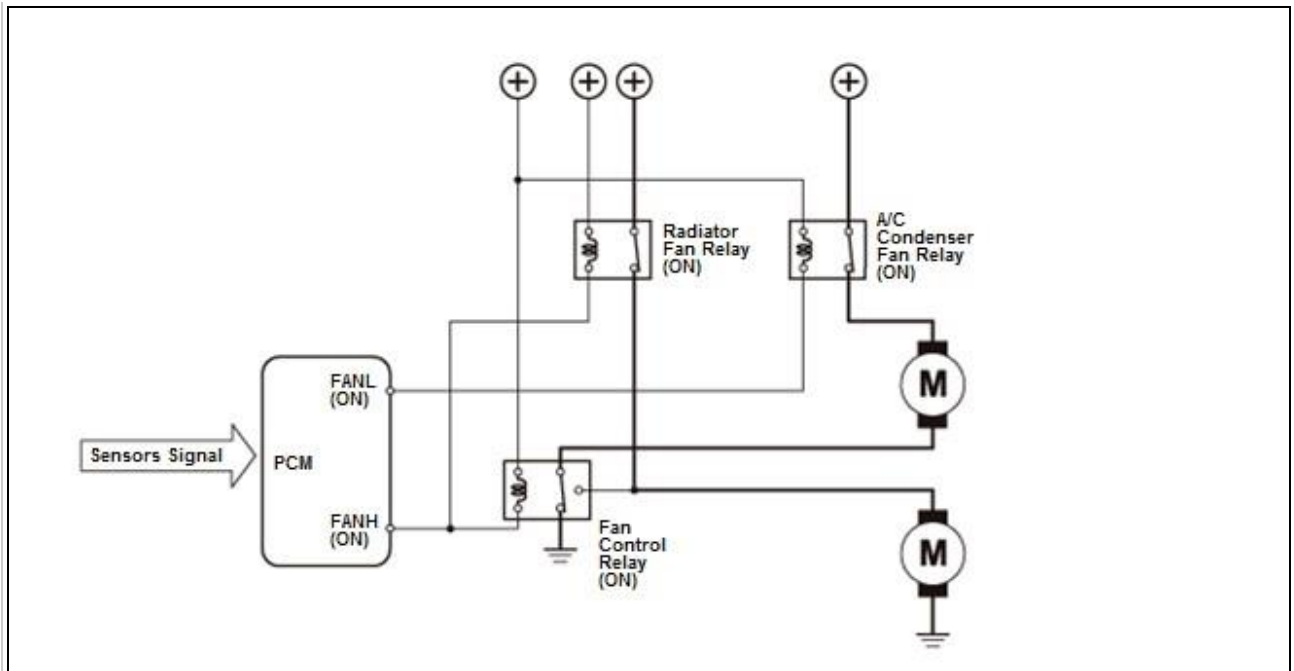 Radiator
Fan Relay
(ON)
A/C
Condenser
Fan Relay
(ON)
M
FANL
(ON)
Sensors Signal
PCM
FANH
(ON)
Fan
Control
Relay
(ON)
M